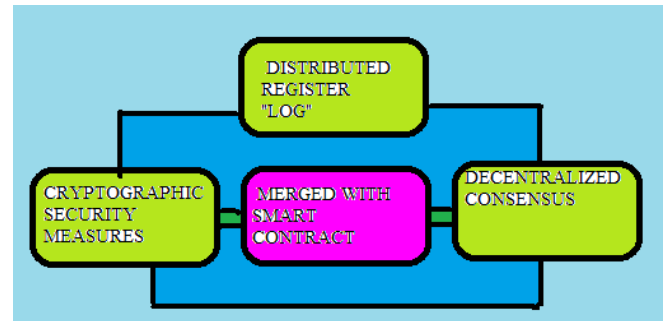 DISTRIBUTED
REGISTER
"LOG"
CRYPTOGRAPHIC
SECURITY
MEASURES
MERGED WITH
SMART
CONTRACT
DECENTRALIZED
CONSENSUS